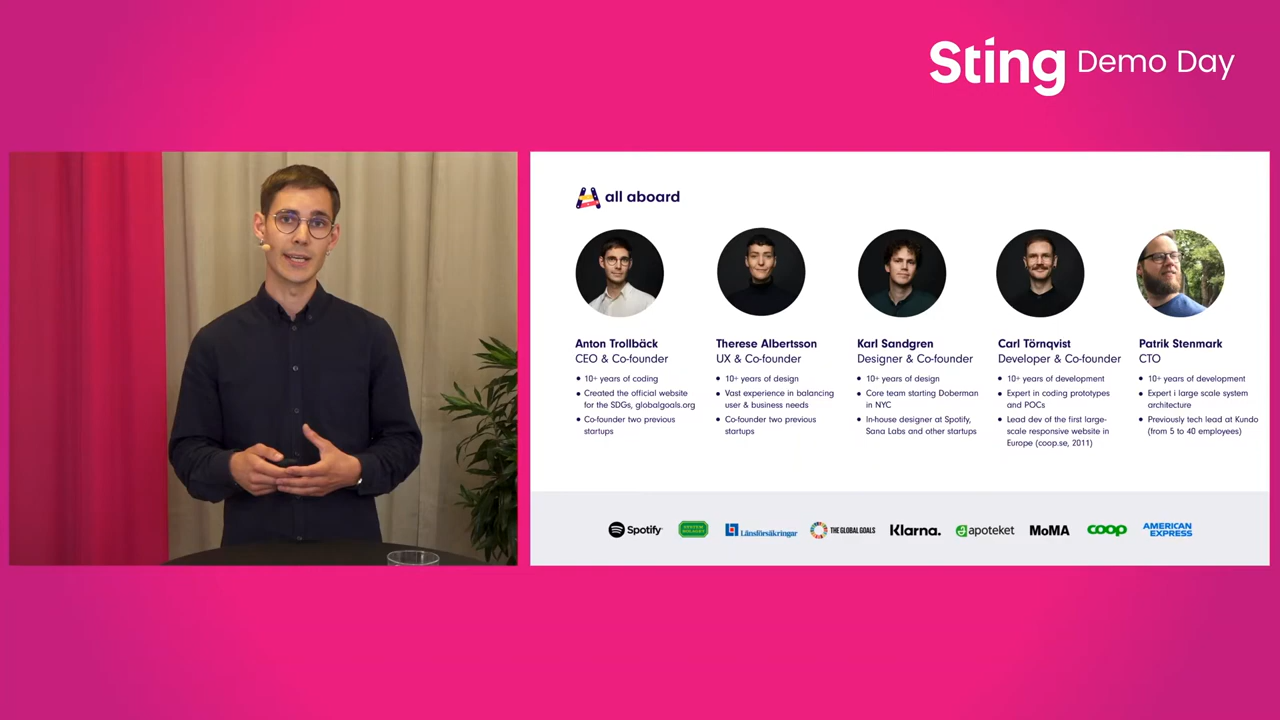 Sting Demo Day
all aboard
Anton Trollbäck
CEO & Co-founder
• 10+ years of coding
• Created the official website
for the SDGs, globalgoals.org
• Co-founder two previous
startups
Therese Albertsson
UX & Co-founder
• 10+ years of design
• Vast experience in balancing
user & business needs
• Co-founder two previous
startups
Karl Sandgren
Designer & Co-founder
• 10+ years of design
• Core team starting Doberman
in NYC
• In-house designer at Spotify,
Sana Labs and other startups
Carl Törnqvist
Developer & Co-founder
• 10+ years of development
• Expert in coding prototypes
and POCs
• Lead dev of the first large-
scale responsive website in
Europe (coop.se, 2011)
Patrik Stenmark
CTO
• 10+ years of development
• Expert i large scale system
architecture
• Previously tech lead at Kundo
(from 5 to 40 employees)
Spotify
SYSTEM
BOLAGET
Länsförsäkringar
THE GLOBAL GOALS
Klarna.
apoteket
MoMA
coop
AMERICAN
EXPRESS